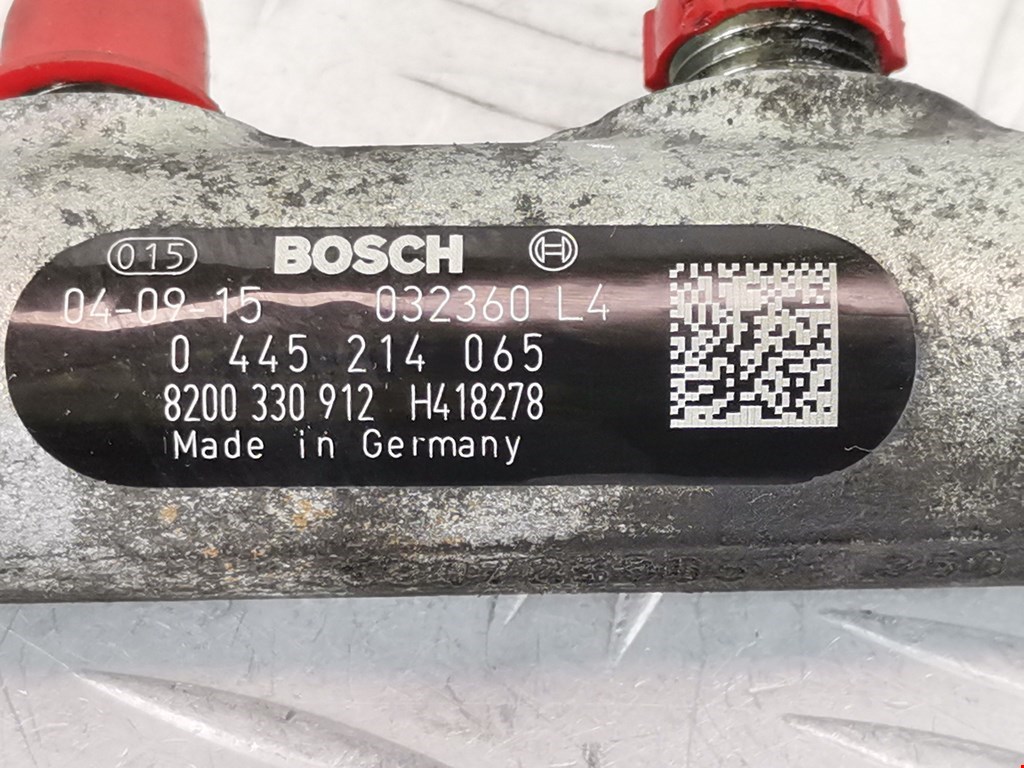 015 BOSCH
04-09-15 032360 L4
0 445 214 065
8200 330 912 H418278
Made in Germany